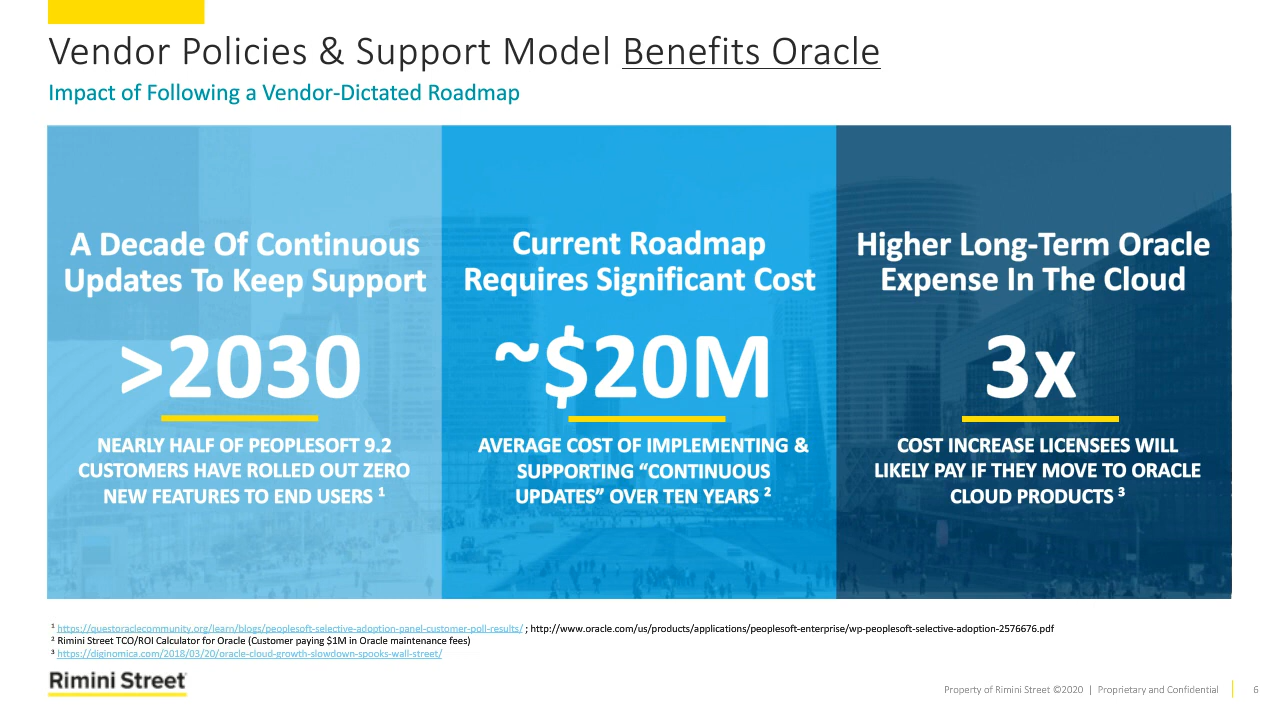 Vendor Policies & Support Model Benefits Oracle
Impact of Following a Vendor-Dictated Roadmap
A Decade Of Continuous
Updates To Keep Support
>2030
NEARLY HALF OF PEOPLESOFT 9.2
CUSTOMERS HAVE ROLLED OUT ZERO
NEW FEATURES TO END USERS ¹
Current Roadmap
Requires Significant Cost
~$20M
AVERAGE COST OF IMPLEMENTING &
SUPPORTING “CONTINUOUS
UPDATES” OVER TEN YEARS ²
Higher Long-Term Oracle
Expense In The Cloud
3x
COST INCREASE LICENSEES WILL
LIKELY PAY IF THEY MOVE TO ORACLE
CLOUD PRODUCTS ³
¹ https://questoraclecommunity.org/learn/blogs/peoplesoft-selective-adoption-panel-customer-poll-results/ ; http://www.oracle.com/us/products/applications/peoplesoft-enterprise/wp-peoplesoft-selective-adoption-2576676.pdf
² Rimini Street TCO/ROI Calculator for Oracle (Customer paying $1M in Oracle maintenance fees)
³ https://diginomica.com/2018/03/20/oracle-cloud-growth-slowdown-spooks-wall-street/
Rimini Street
Property of Rimini Street ©2020 | Proprietary and Confidential
6